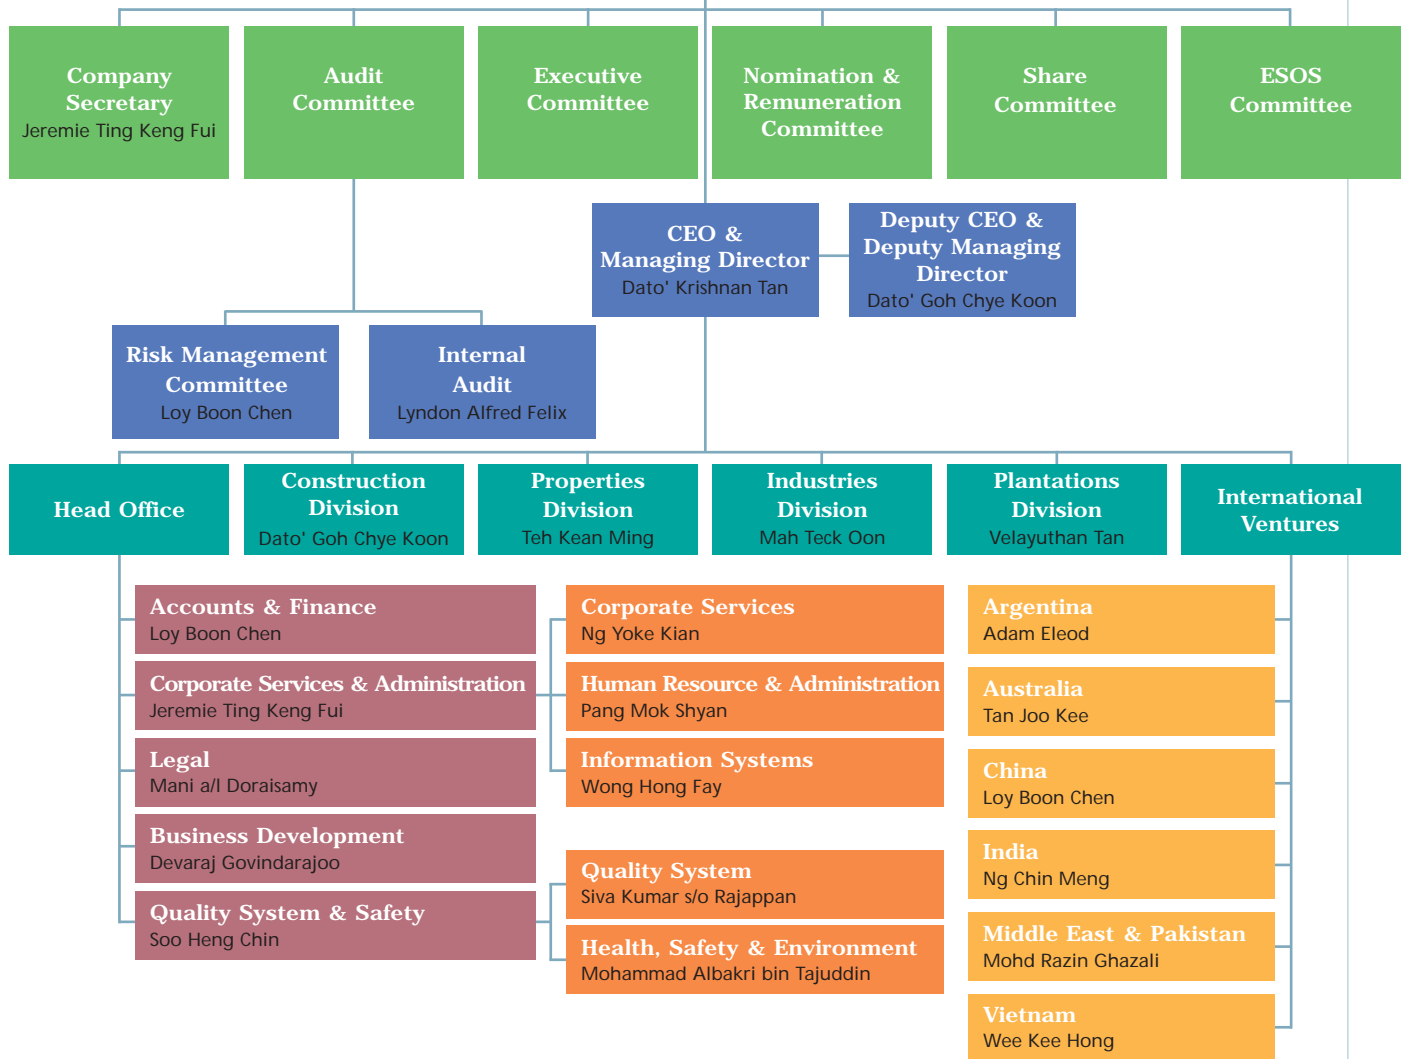 Company
Secretary
Jeremie Ting Keng Fui
Audit
Committee
Executive
Committee
Nomination &
Remuneration
Committee
Share
Committee
ESOS
Committee
CEO &
Managing Director
Dato' Krishnan Tan
Deputy CEO &
Deputy Managing
Director
Dato' Goh Chye Koon
Risk Management
Committee
Loy Boon Chen
Internal
Audit
Lyndon Alfred Felix
Head Office
Construction
Division
Dato' Goh Chye Koon
Properties
Division
Teh Kean Ming
Industries
Division
Mah Teck Oon
Plantations
Division
Velayuthan Tan
International
Ventures
Accounts & Finance
Loy Boon Chen
Corporate Services & Administration
Jeremie Ting Keng Fui
Legal
Mani a/l Doraisamy
Business Development
Devaraj Govindarajoo
Quality System & Safety
Soo Heng Chin
Corporate Services
Ng Yoke Kian
Human Resource & Administration
Pang Mok Shyan
Information Systems
Wong Hong Fay
Quality System
Siva Kumar s/o Rajappan
Health, Safety & Environment
Mohammad Albakri bin Tajuddin
Argentina
Adam Eleod
Australia
Tan Joo Kee
China
Loy Boon Chen
India
Ng Chin Meng
Middle East & Pakistan
Mohd Razin Ghazali
Vietnam
Wee Kee Hong